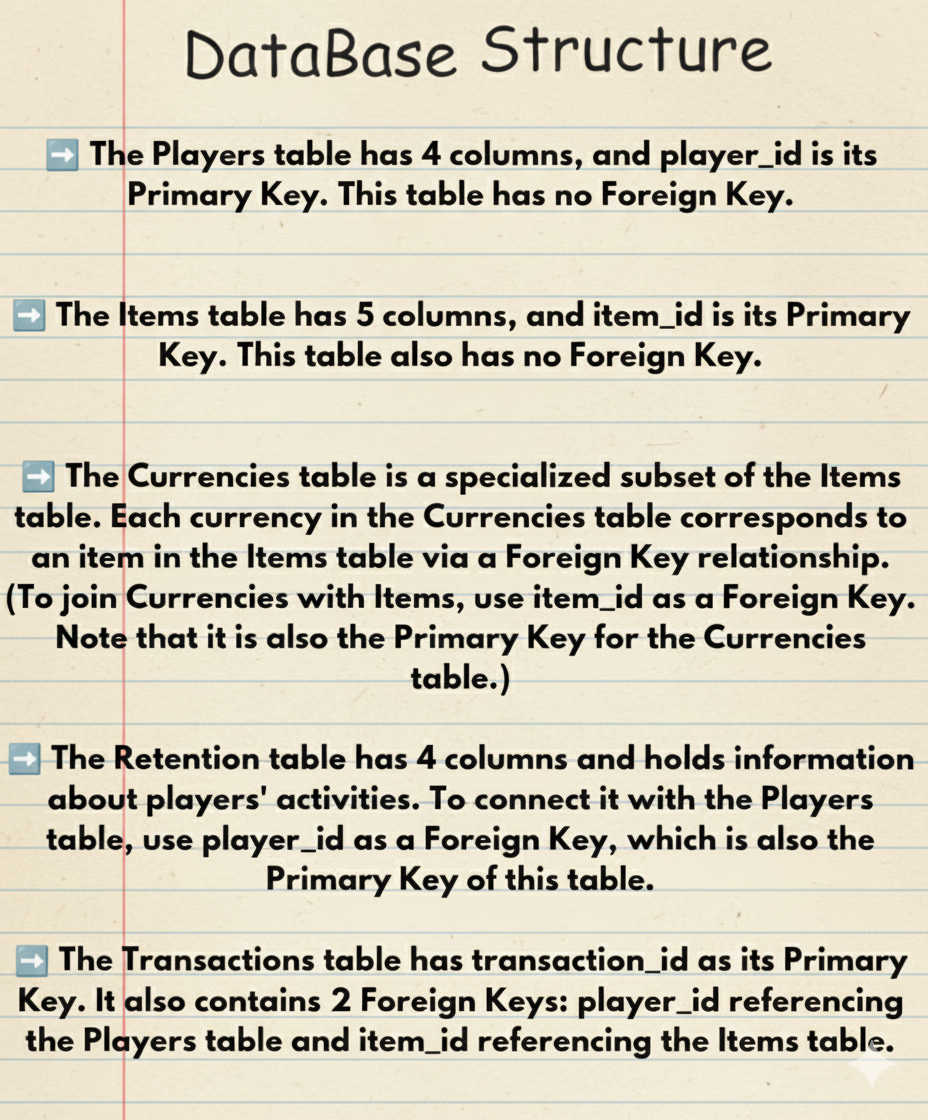 DataBase Structure
➡️ The Players table has 4 columns, and player_id is its
Primary Key. This table has no Foreign Key.
➡️ The Items table has 5 columns, and item_id is its Primary
Key. This table also has no Foreign Key.
➡️ The Currencies table is a specialized subset of the Items
table. Each currency in the Currencies table corresponds to
an item in the Items table via a Foreign Key relationship.
(To join Currencies with Items, use item_id as a Foreign Key.
Note that it is also the Primary Key for the Currencies
table.)
➡️ The Retention table has 4 columns and holds information
about players' activities. To connect it with the Players
table, use player_id as a Foreign Key, which is also the
Primary Key of this table.
➡️ The Transactions table has transaction_id as its Primary
Key. It also contains 2 Foreign Keys: player_id referencing
the Players table and item_id referencing the Items table.